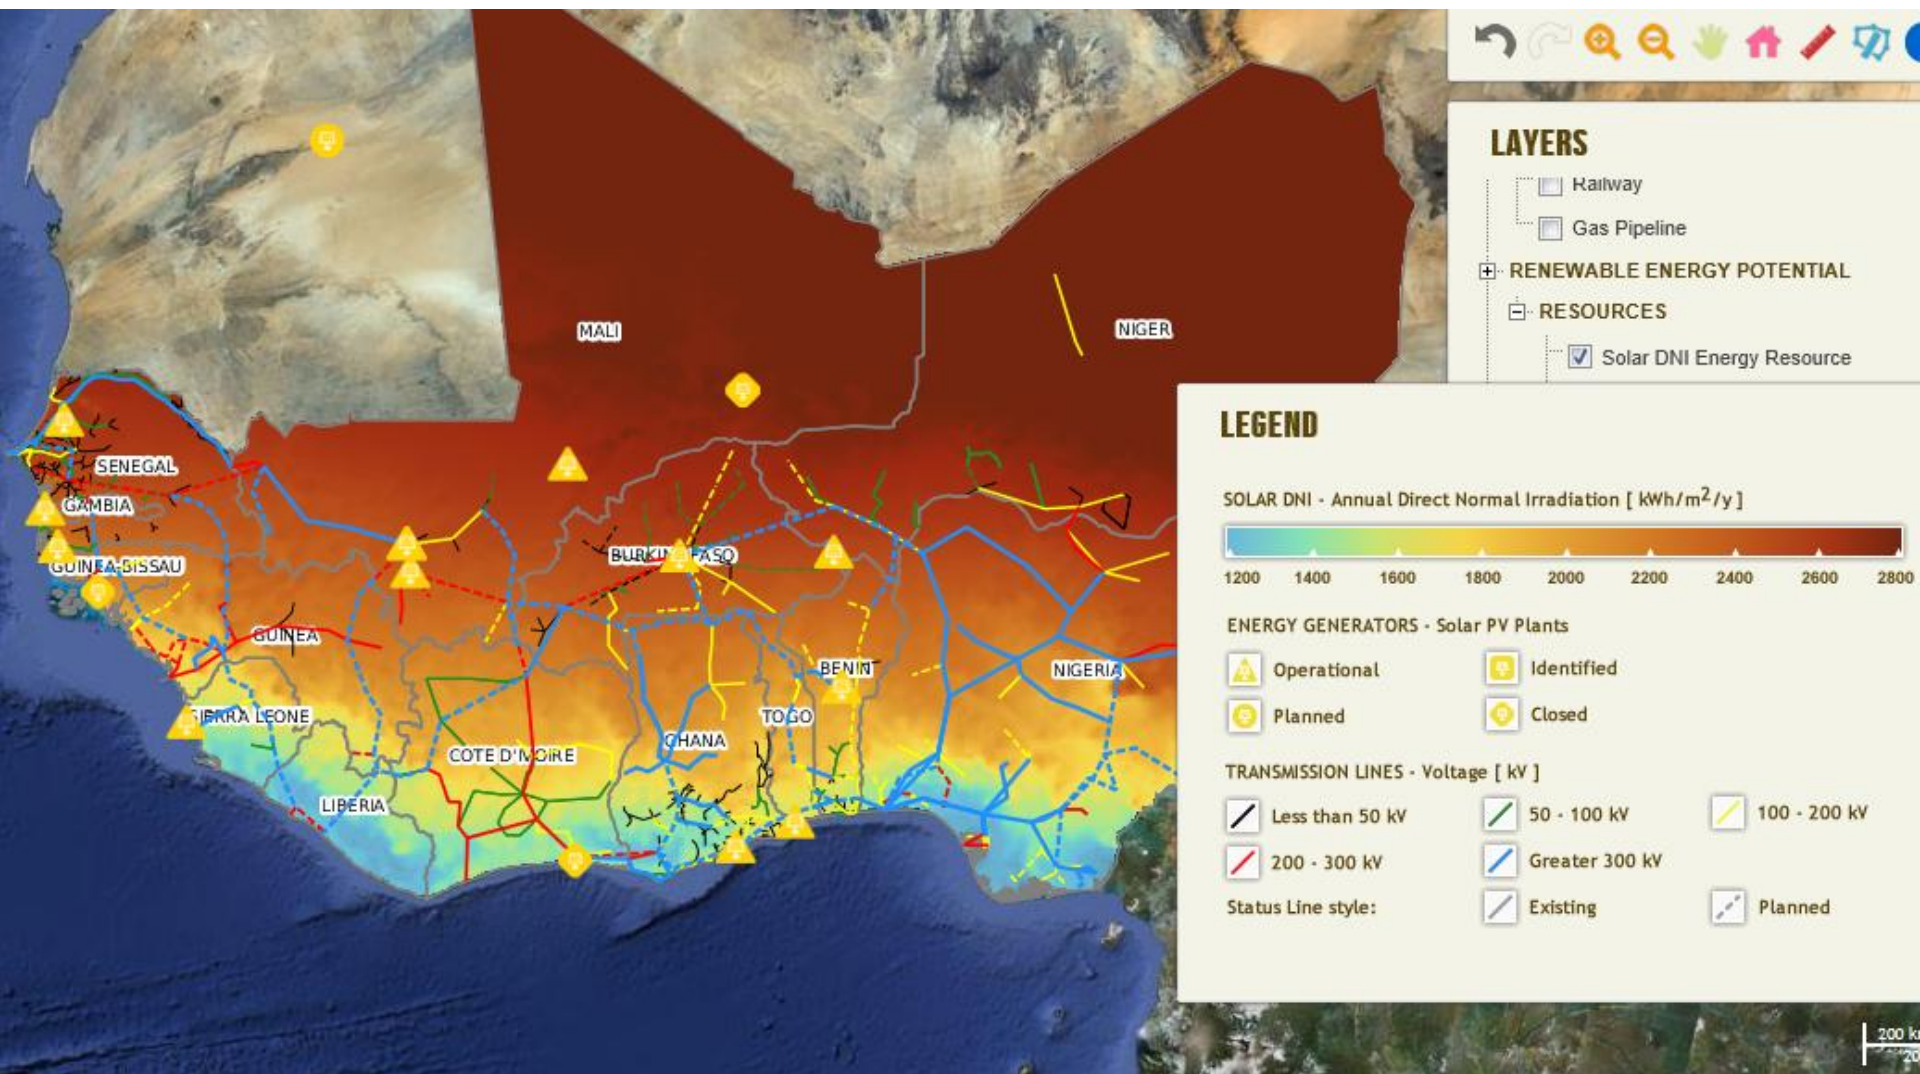 LAYERS
Railway
Gas Pipeline
RENEWABLE ENERGY POTENTIAL
RESOURCES
Solar DNI Energy Resource
MALI
NIGER
SENEGAL
GAMBIA
GUINEA-BISSAU
BURKINA FASO
GUINEA
BENIN
NIGERIA
SIERRA LEONE
TOGO
GHANA
COTE D'IVOIRE
LIBERIA
LEGEND
SOLAR DNI - Annual Direct Normal Irradiation [ kWh/m2/y ]
1200 1400 1600 1800 2000 2200 2400 2600 2800
ENERGY GENERATORS - Solar PV Plants
Operational Identified
Planned Closed
TRANSMISSION LINES - Voltage [ kV ]
Less than 50 kV 50 - 100 kV 100 - 200 kV
200 - 300 kV Greater 300 kV
Status Line style: Existing Planned
200